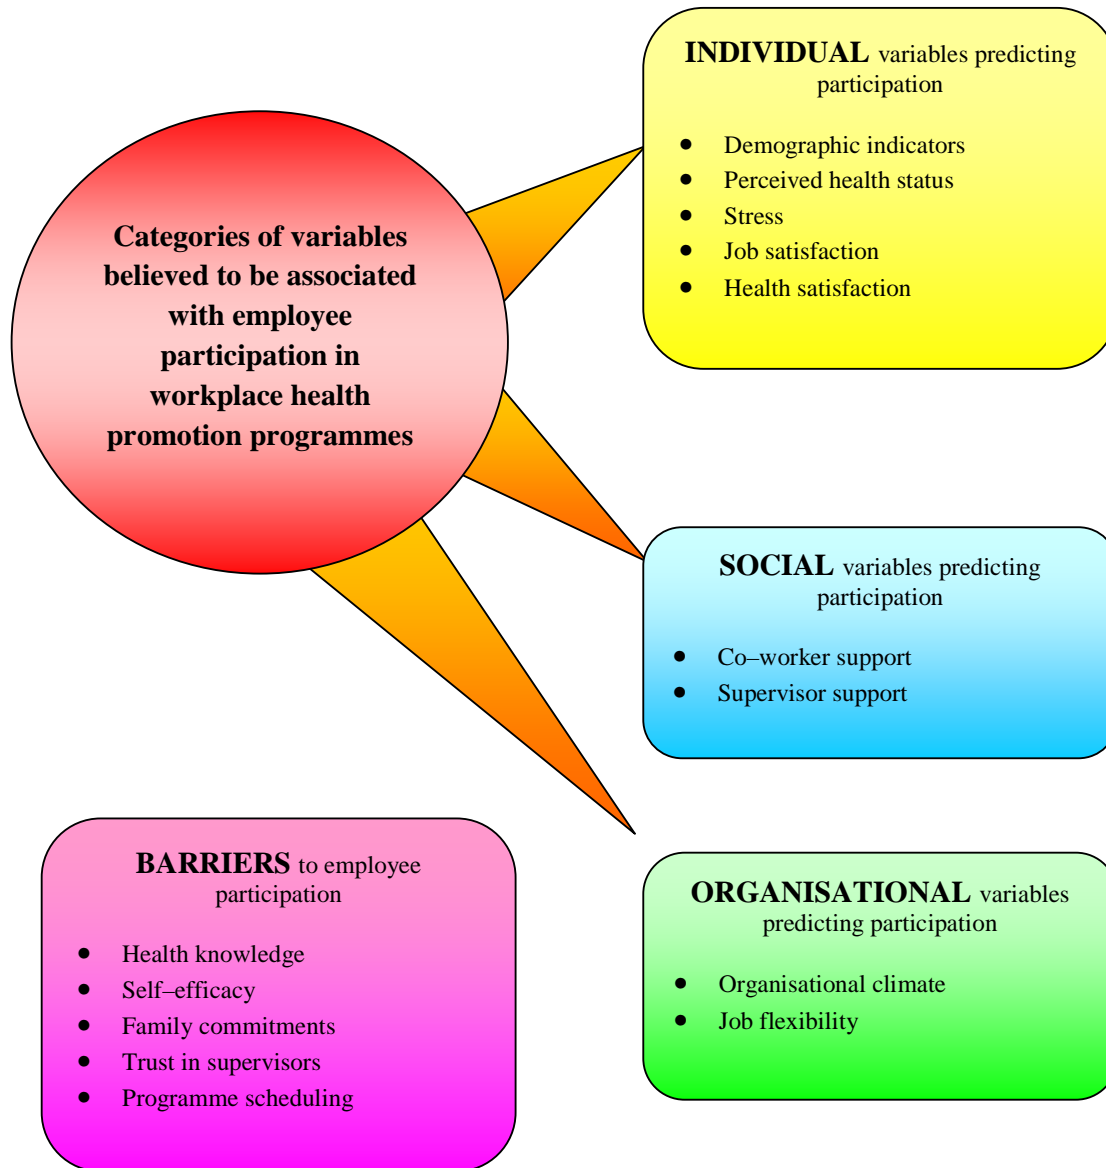 INDIVIDUAL variables predicting
participation
• Demographic indicators
• Perceived health status
• Stress
• Job satisfaction
• Health satisfaction
Categories of variables
believed to be associated
with employee
participation in
workplace health
promotion programmes
SOCIAL variables predicting
participation
• Co–worker support
• Supervisor support
BARRIERS to employee
participation
• Health knowledge
• Self–efficacy
• Family commitments
• Trust in supervisors
• Programme scheduling
ORGANISATIONAL variables
predicting participation
• Organisational climate
• Job flexibility